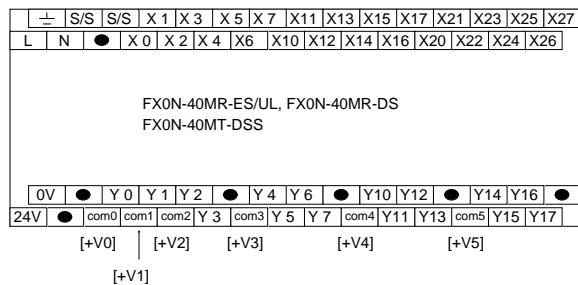 S/S S/S X 1 X 3 X 5 X 7 X11 X13 X15 X17 X21 X23 X25 X27
L N X 0 X 2 X 4 X6 X10 X12 X14 X16 X20 X22 X24 X26
FX0N-40MR-ES/UL, FX0N-40MR-DS
FX0N-40MT-DSS
0V Y 0 Y 1 Y 2 Y 4 Y 6 Y10 Y12 Y14 Y16
24V com0 com1 com2 Y 3 com3 Y 5 Y 7 com4 Y11 Y13 com5 Y15 Y17
[+V0] [+V2] [+V3] [+V4] [+V5]
[+V1]